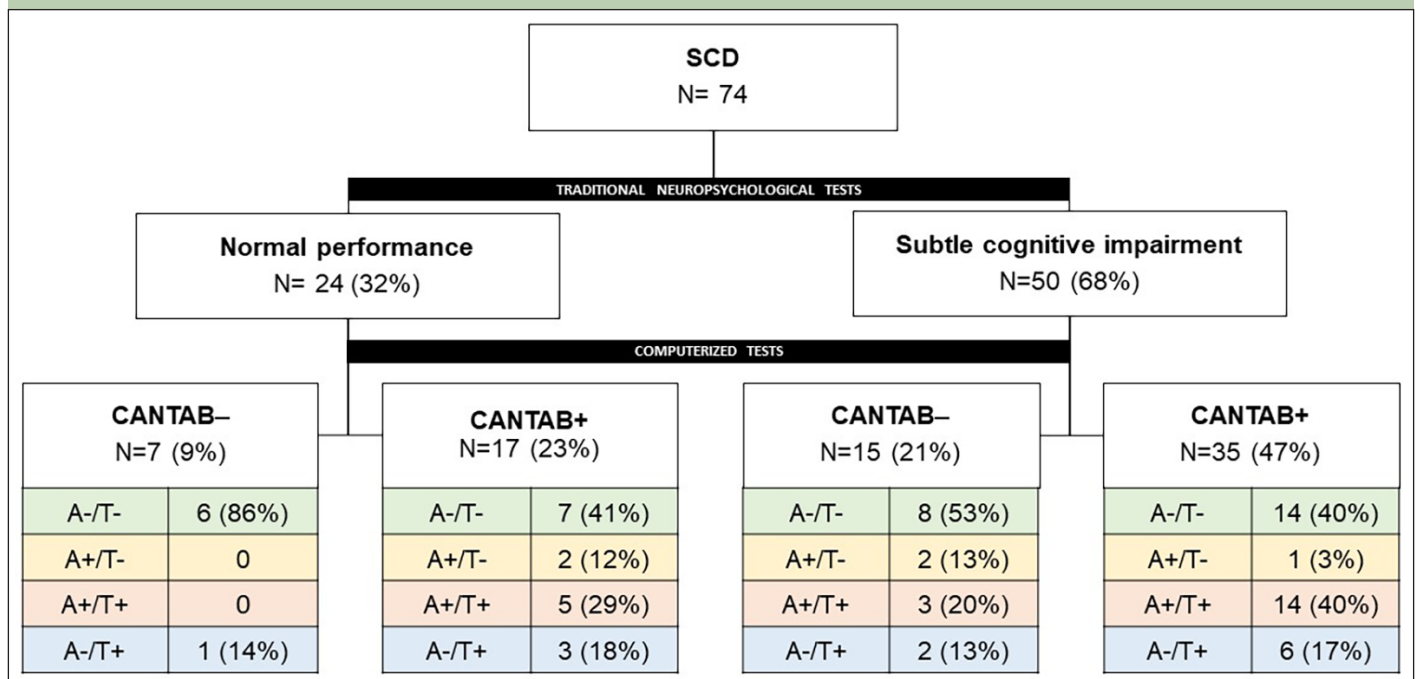 SCD
N= 74
TRADITIONAL NEUROPSYCHOLOGICAL TESTS
Normal performance
N= 24 (32%)
Subtle cognitive impairment
N=50 (68%)
COMPUTERIZED TESTS
CANTAB–
N=7 (9%)
A-/T- 6 (86%)
A+/T- 0
A+/T+ 0
A-/T+ 1 (14%)
CANTAB+
N=17 (23%)
A-/T- 7 (41%)
A+/T- 2 (12%)
A+/T+ 5 (29%)
A-/T+ 3 (18%)
CANTAB–
N=15 (21%)
A-/T- 8 (53%)
A+/T- 2 (13%)
A+/T+ 3 (20%)
A-/T+ 2 (13%)
CANTAB+
N=35 (47%)
A-/T- 14 (40%)
A+/T- 1 (3%)
A+/T+ 14 (40%)
A-/T+ 6 (17%)